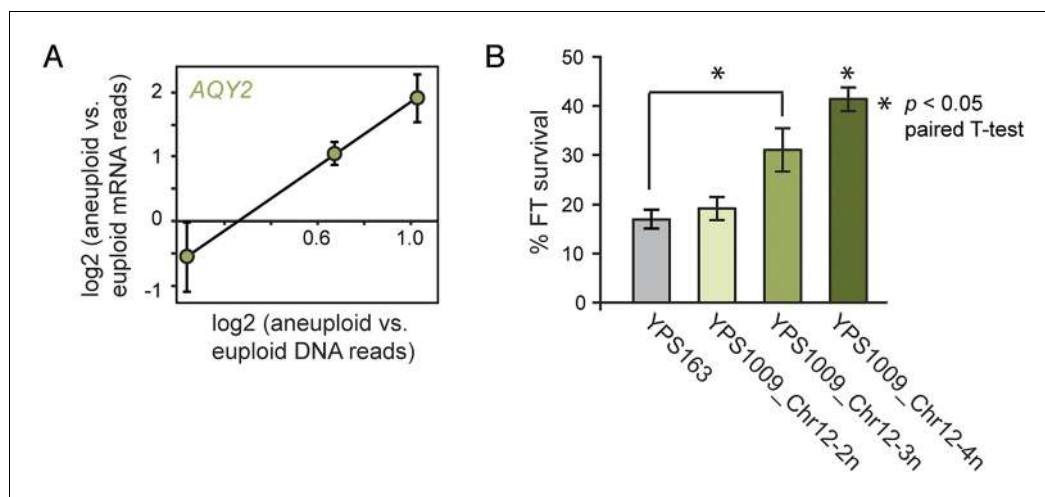 A
AQY2
log2 (aneuploid vs.
euploid mRNA reads)
2
1
0
-1
0.6
1.0
log2 (aneuploid vs.
euploid DNA reads)
B
% FT survival
50
40
30
20
10
0
*
*
* p < 0.05
paired T-test
YPS163
YPS1009_Chr12-2n
YPS1009_Chr12-3n
YPS1009_Chr12-4n